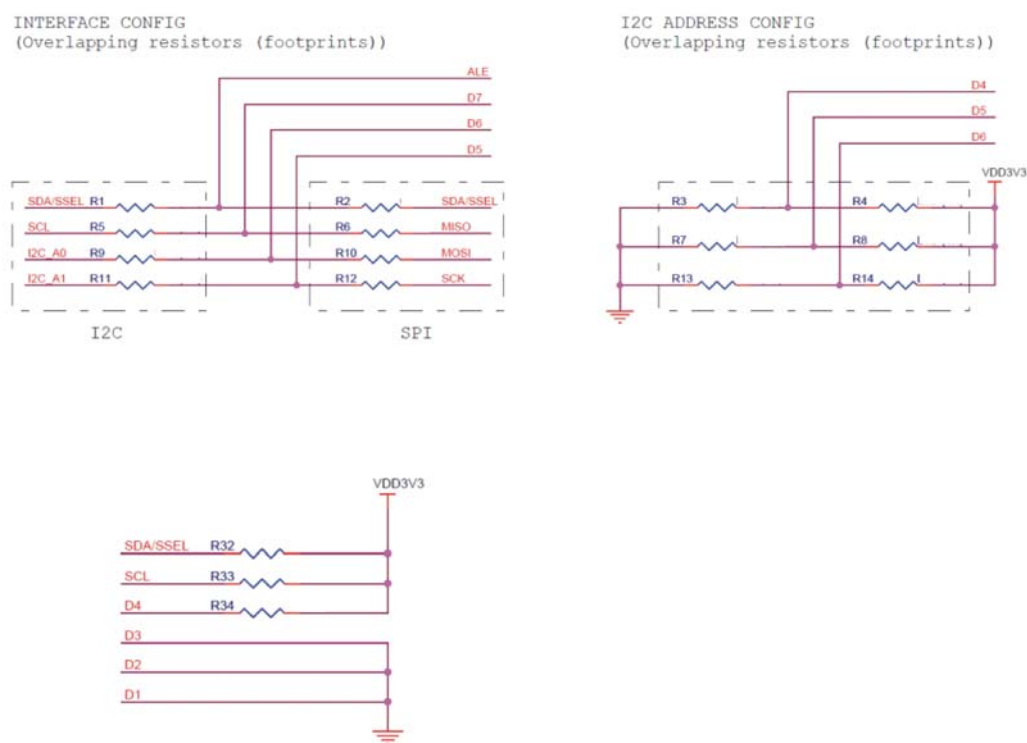 INTERFACE CONFIG
(Overlapping resistors (footprints))
ALE
D7
D6
D5
SDA/SSEL R1 R2 SDA/SSEL
SCL R5 R6 MISO
I2C_A0 R9 R10 MOSI
I2C_A1 R11 R12 SCK
I2C SPI
I2C ADDRESS CONFIG
(Overlapping resistors (footprints))
D4
D5
D6
VDD3V3
R3 R4
R7 R8
R13 R14
VDD3V3
SDA/SSEL R32
SCL R33
D4 R34
D3
D2
D1